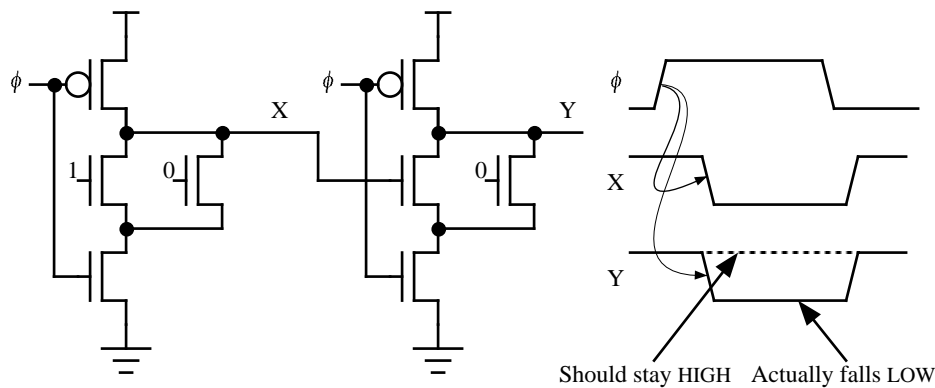 ϕ
1
0
X
ϕ
0
Y
ϕ
X
Y
Should stay HIGH
Actually falls LOW